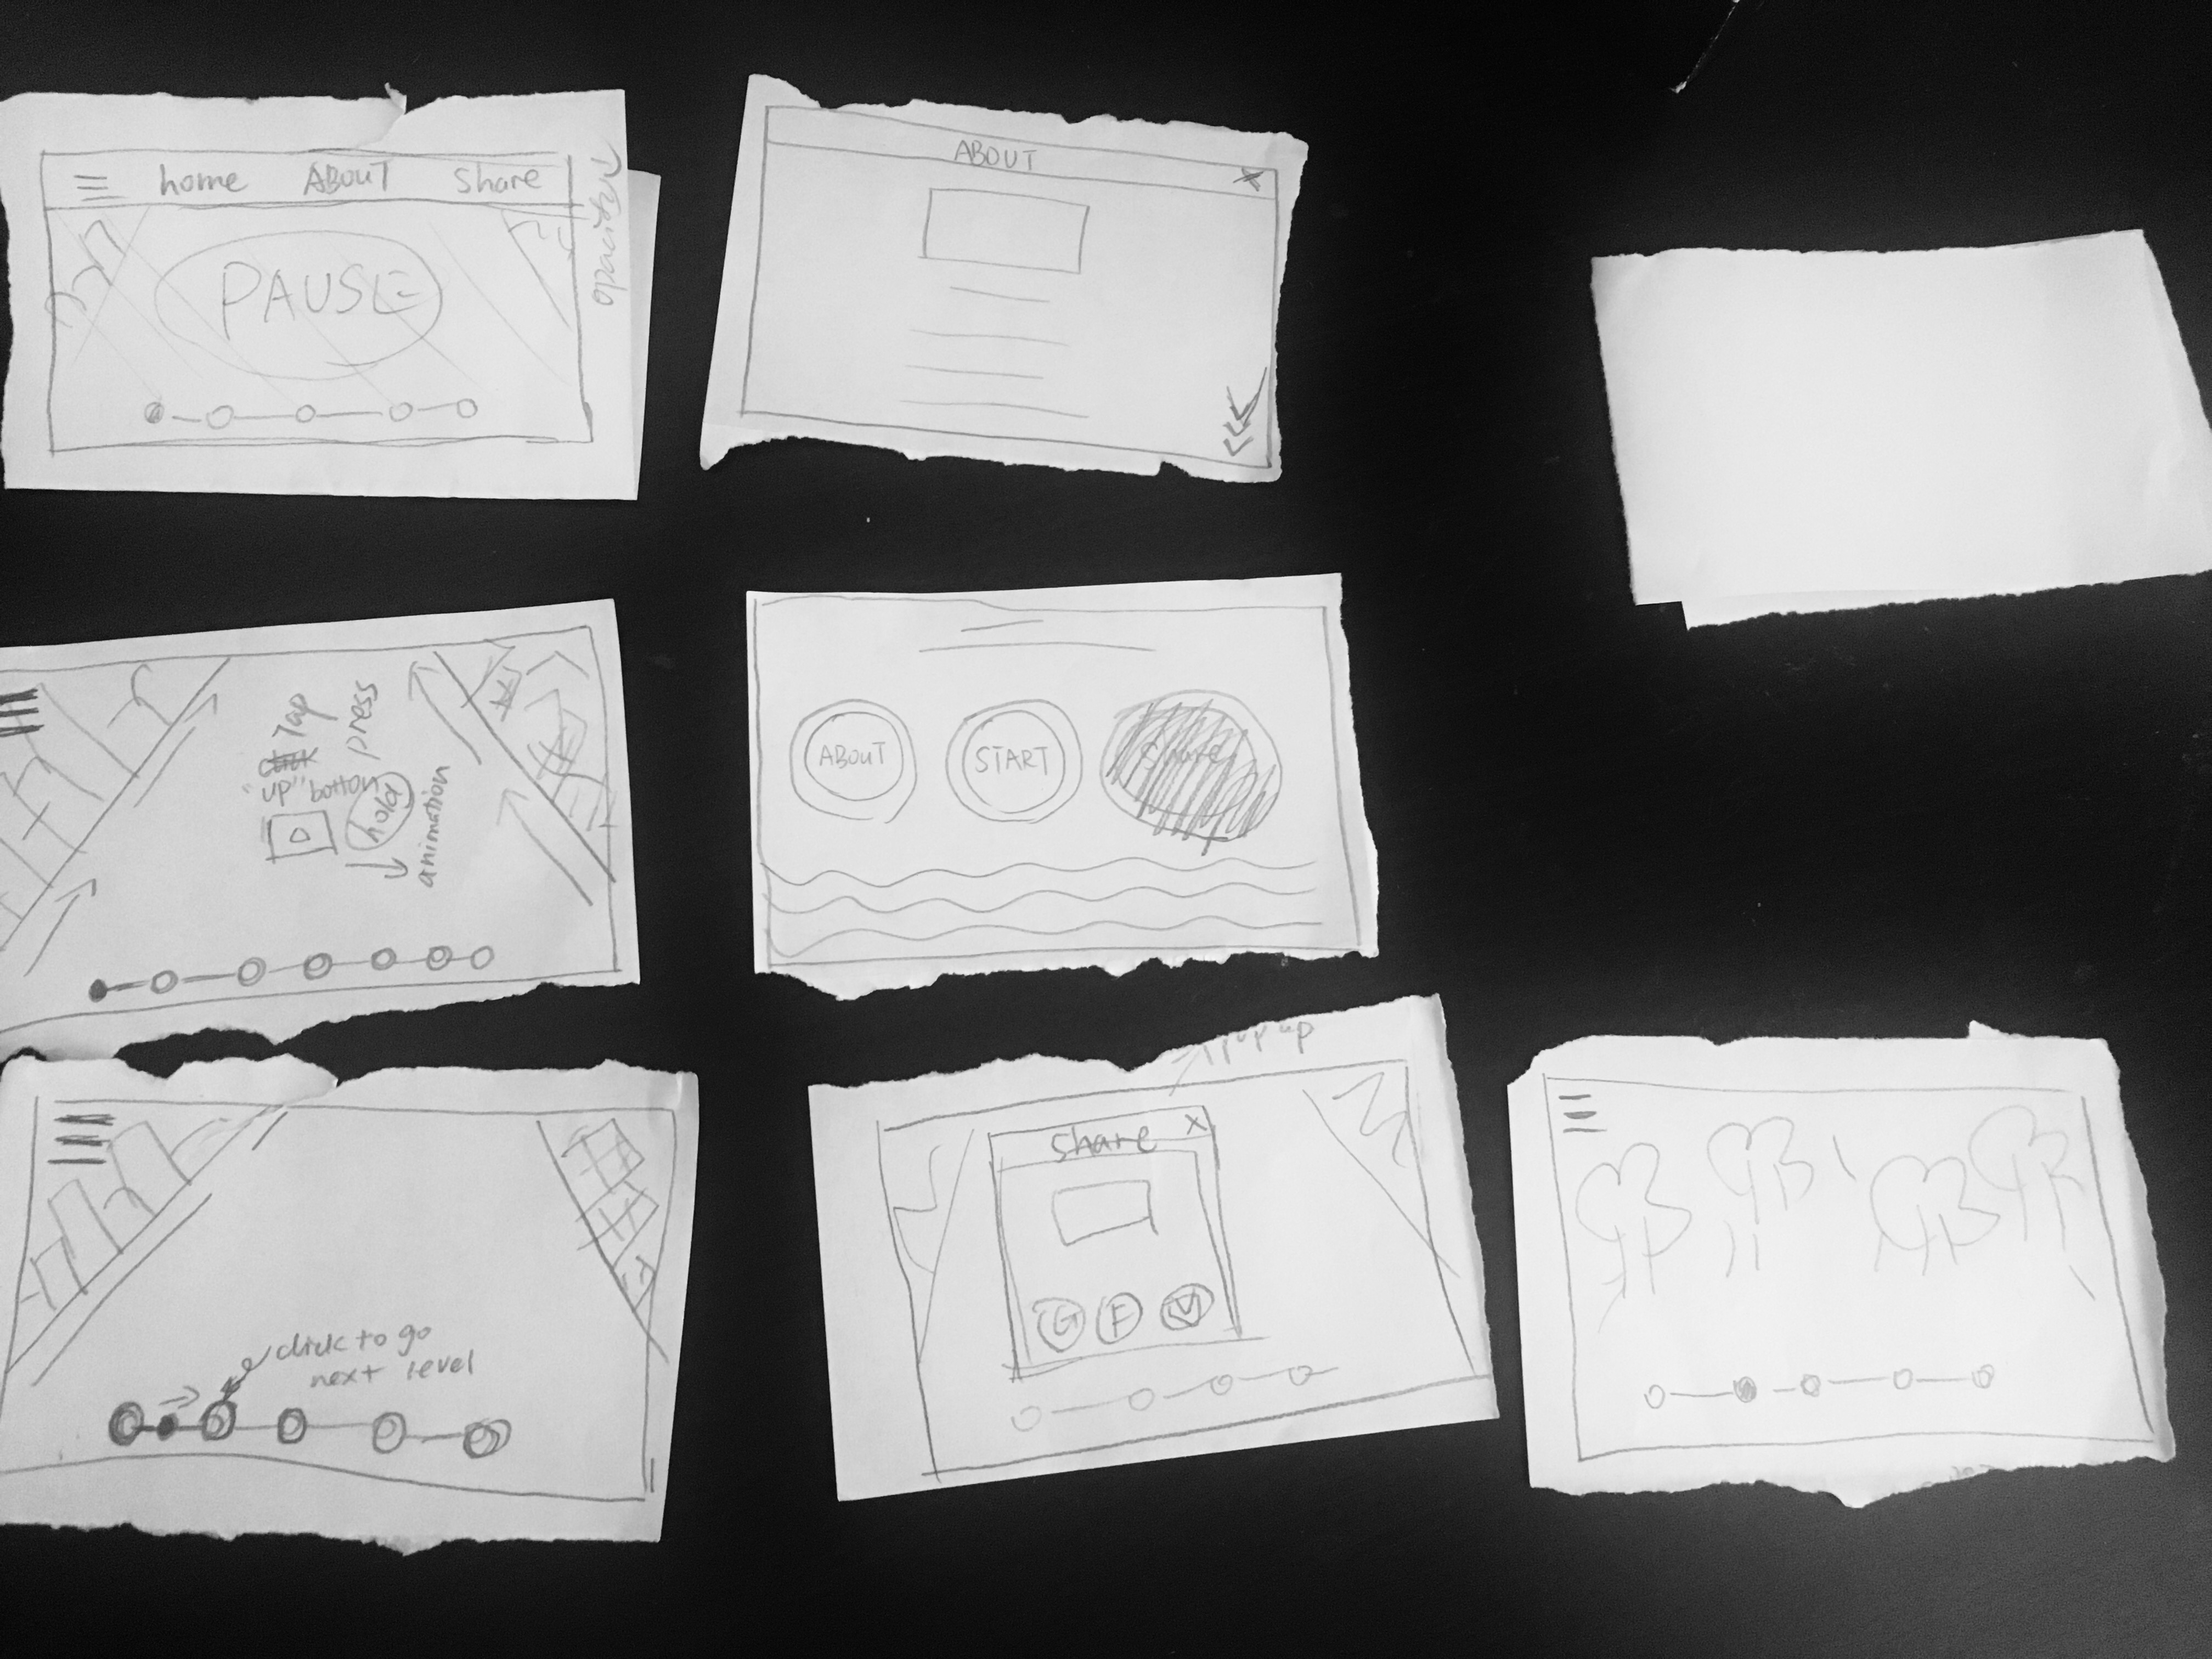 home ABOUT Share
PAUSE
opacity
ABOUT
X
Tap
click
"up" botton
press
hold
animation
ABOUT
START
Share
click to go
next level
pop up
share X
G F